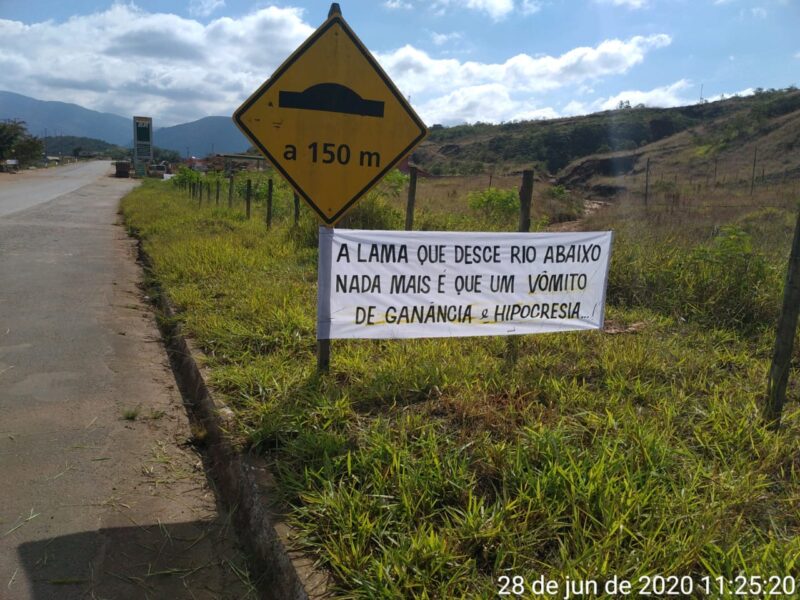 a 150 m
A LAMA QUE DESCE RIO ABAIXO
NADA MAIS É QUE UM VÔMITO
DE GANÂNCIA e HIPOCRESIA...
28 de jun de 2020 11:25:20